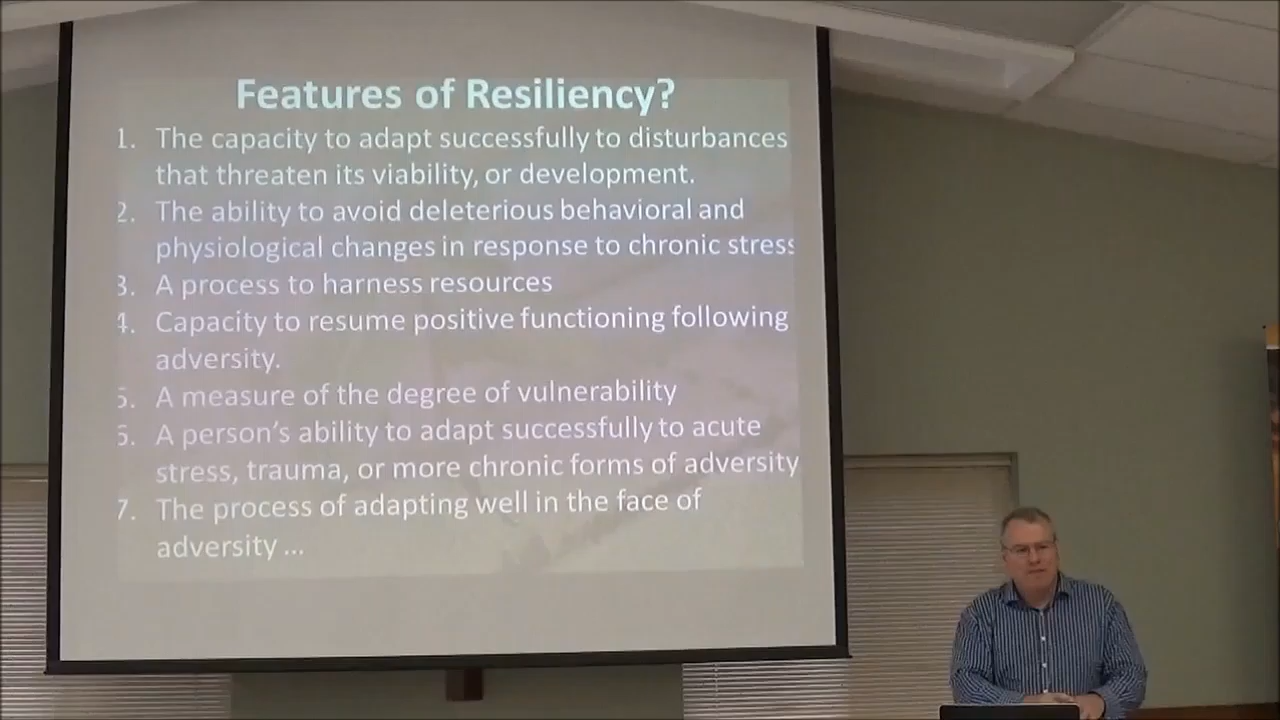 Features of Resiliency?
1. The capacity to adapt successfully to disturbances
that threaten its viability, or development.
2. The ability to avoid deleterious behavioral and
physiological changes in response to chronic stress
3. A process to harness resources
4. Capacity to resume positive functioning following
adversity.
5. A measure of the degree of vulnerability
6. A person's ability to adapt successfully to acute
stress, trauma, or more chronic forms of adversity
7. The process of adapting well in the face of
adversity ...